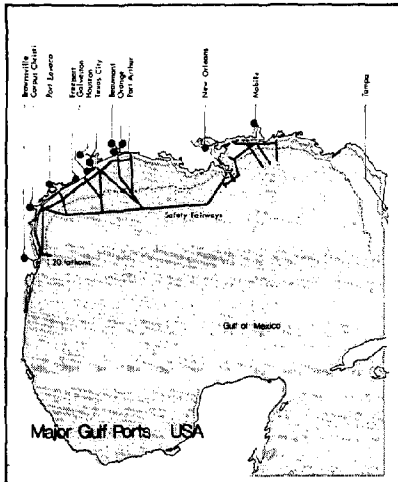 Brownsville
Corpus Christi
Port Lavaca
Freeport
Galveston
Houston
Texas City
Beaumont
Orange
Port Arthur
New Orleans
Mobile
Tampa
Safety Fairways
20 fathoms
Gulf of Mexico
Major Gulf Ports USA